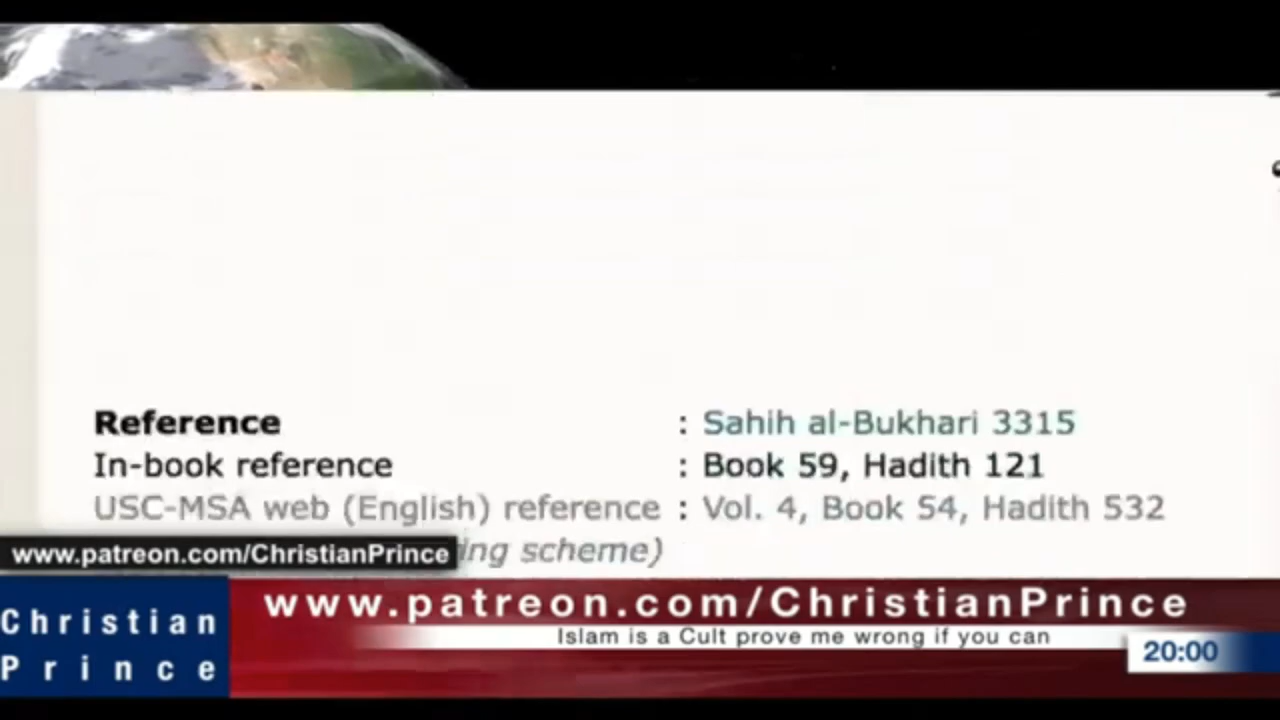 Reference : Sahih al-Bukhari 3315
In-book reference : Book 59, Hadith 121
USC-MSA web (English) reference : Vol. 4, Book 54, Hadith 532
scheme)
www.patreon.com/ChristianPrince
Christian
Prince
www.patreon.com/ChristianPrince
Islam is a Cult prove me wrong if you can
20:00